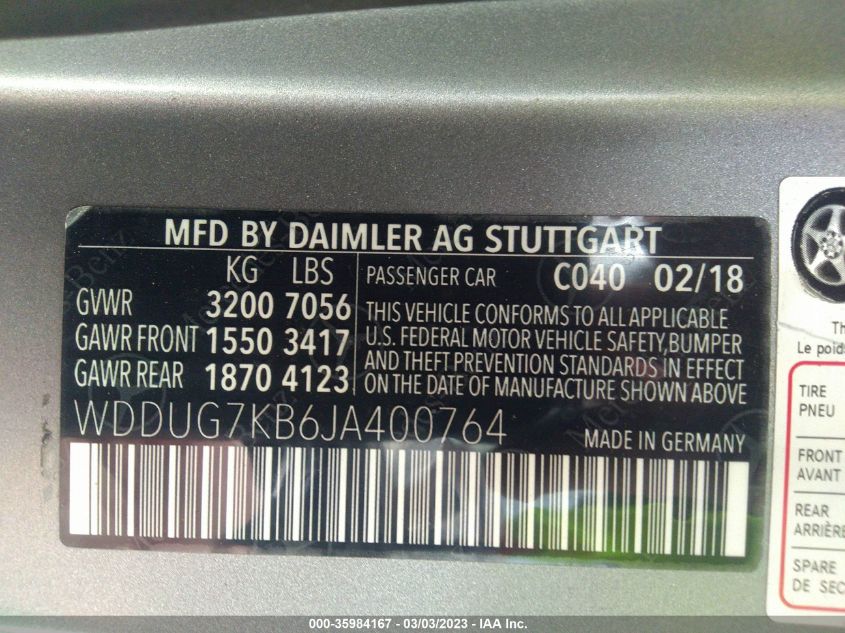 MFD BY DAIMLER AG STUTTGART
KG LBS
GVWR 3200 7056
GAWR FRONT 1550 3417
GAWR REAR 1870 4123
PASSENGER CAR C040 02/18
THIS VEHICLE CONFORMS TO ALL APPLICABLE
U.S. FEDERAL MOTOR VEHICLE SAFETY,BUMPER
AND THEFT PREVENTION STANDARDS IN EFFECT
ON THE DATE OF MANUFACTURE SHOWN ABOVE
WDDUG7KB6JA400764
MADE IN GERMANY
Th
Le poid
TIRE
PNEU
FRONT
AVANT
REAR
ARRIÈRE
SPARE
DE SEC
000-35984167 - 03/03/2023 - IAA Inc.